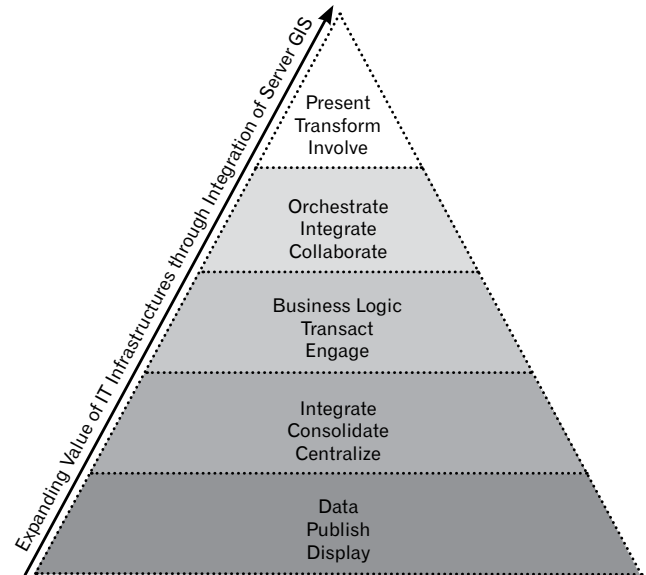 Expanding Value of IT Infrastructures through Integration of Server GIS
Present
Transform
Involve
Orchestrate
Integrate
Collaborate
Business Logic
Transact
Engage
Integrate
Consolidate
Centralize
Data
Publish
Display